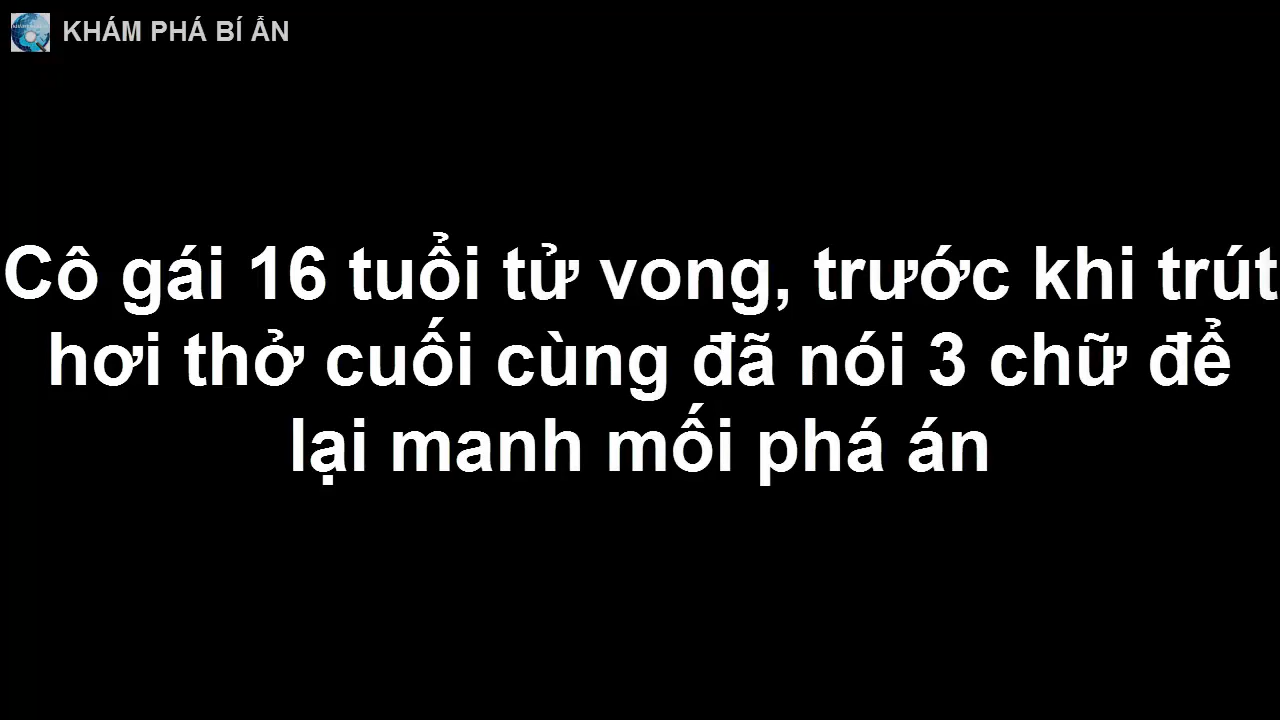 KHÁM PHÁ BÍ ẨN
Cô gái 16 tuổi tử vong, trước khi trút
hơi thở cuối cùng đã nói 3 chữ để
lại manh mối phá án